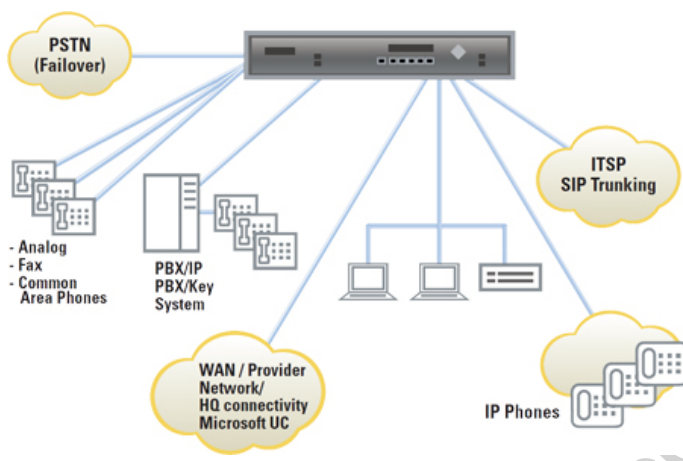 PSTN
(Failover)
ITSP
SIP Trunking
- Analog
- Fax
- Common
Area Phones
PBX/IP
PBX/Key
System
WAN / Provider
Network/
HQ connectivity
Microsoft UC
IP Phones